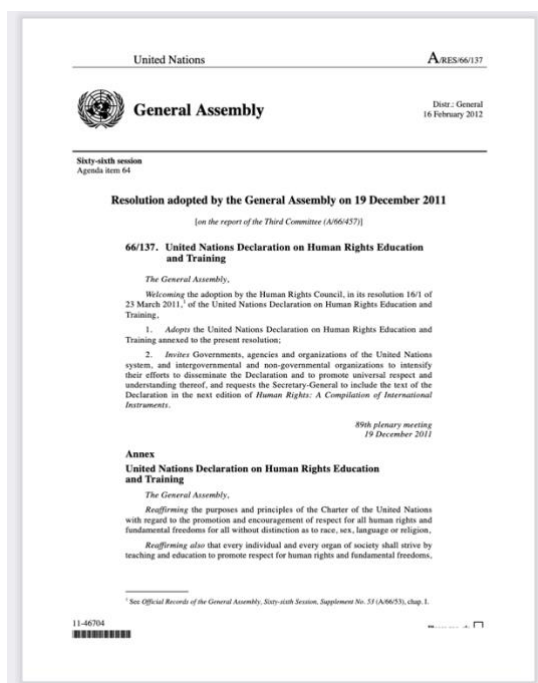 United Nations
A/RES/66/137
General Assembly
Distr.: General
16 February 2012
Sixty-sixth session
Agenda item 64
Resolution adopted by the General Assembly on 19 December 2011
[on the report of the Third Committee (A/66/457)]
66/137. United Nations Declaration on Human Rights Education
and Training
The General Assembly,
Welcoming the adoption by the Human Rights Council, in its resolution 16/1 of
23 March 2011,¹ of the United Nations Declaration on Human Rights Education and
Training,
1. Adopts the United Nations Declaration on Human Rights Education and
Training annexed to the present resolution;
2. Invites Governments, agencies and organizations of the United Nations
system, and intergovernmental and non-governmental organizations to intensify
their efforts to disseminate the Declaration and to promote universal respect and
understanding thereof, and requests the Secretary-General to include the text of the
Declaration in the next edition of Human Rights: A Compilation of International
Instruments.
89th plenary meeting
19 December 2011
Annex
United Nations Declaration on Human Rights Education
and Training
The General Assembly,
Reaffirming the purposes and principles of the Charter of the United Nations
with regard to the promotion and encouragement of respect for all human rights and
fundamental freedoms for all without distinction as to race, sex, language or religion,
Reaffirming also that every individual and every organ of society shall strive by
teaching and education to promote respect for human rights and fundamental freedoms,
¹ See Official Records of the General Assembly, Sixty-sixth Session, Supplement No. 53 (A/66/53), chap. I.
11-46704